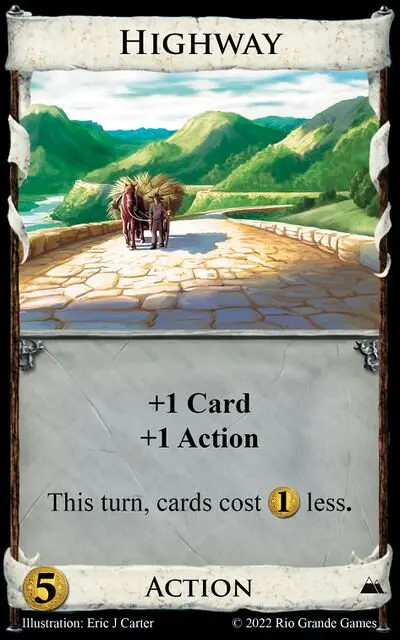 HIGHWAY
+1 Card
+1 Action
This turn, cards cost 1 less.
5 ACTION
Illustration: Eric J Carter © 2022 Rio Grande Games